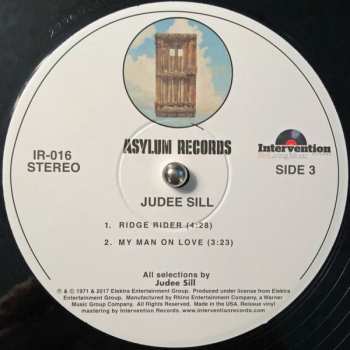 ASYLUM RECORDS
IR-016
STEREO
Intervention
SIDE 3
JUDEE SILL
1. RIDGE RIDER (4:28)
2. MY MAN ON LOVE (3:23)
All selections by
Judee Sill
℗ & © 1971 & 2017 Elektra Entertainment Group. Produced under license from Elektra
Entertainment Group. Manufactured by Rhino Entertainment Company, a Warner
Music Group Company. All Rights Reserved. Made in the USA. Reissue vinyl
mastering by Intervention Records. www.interventionrecords.com